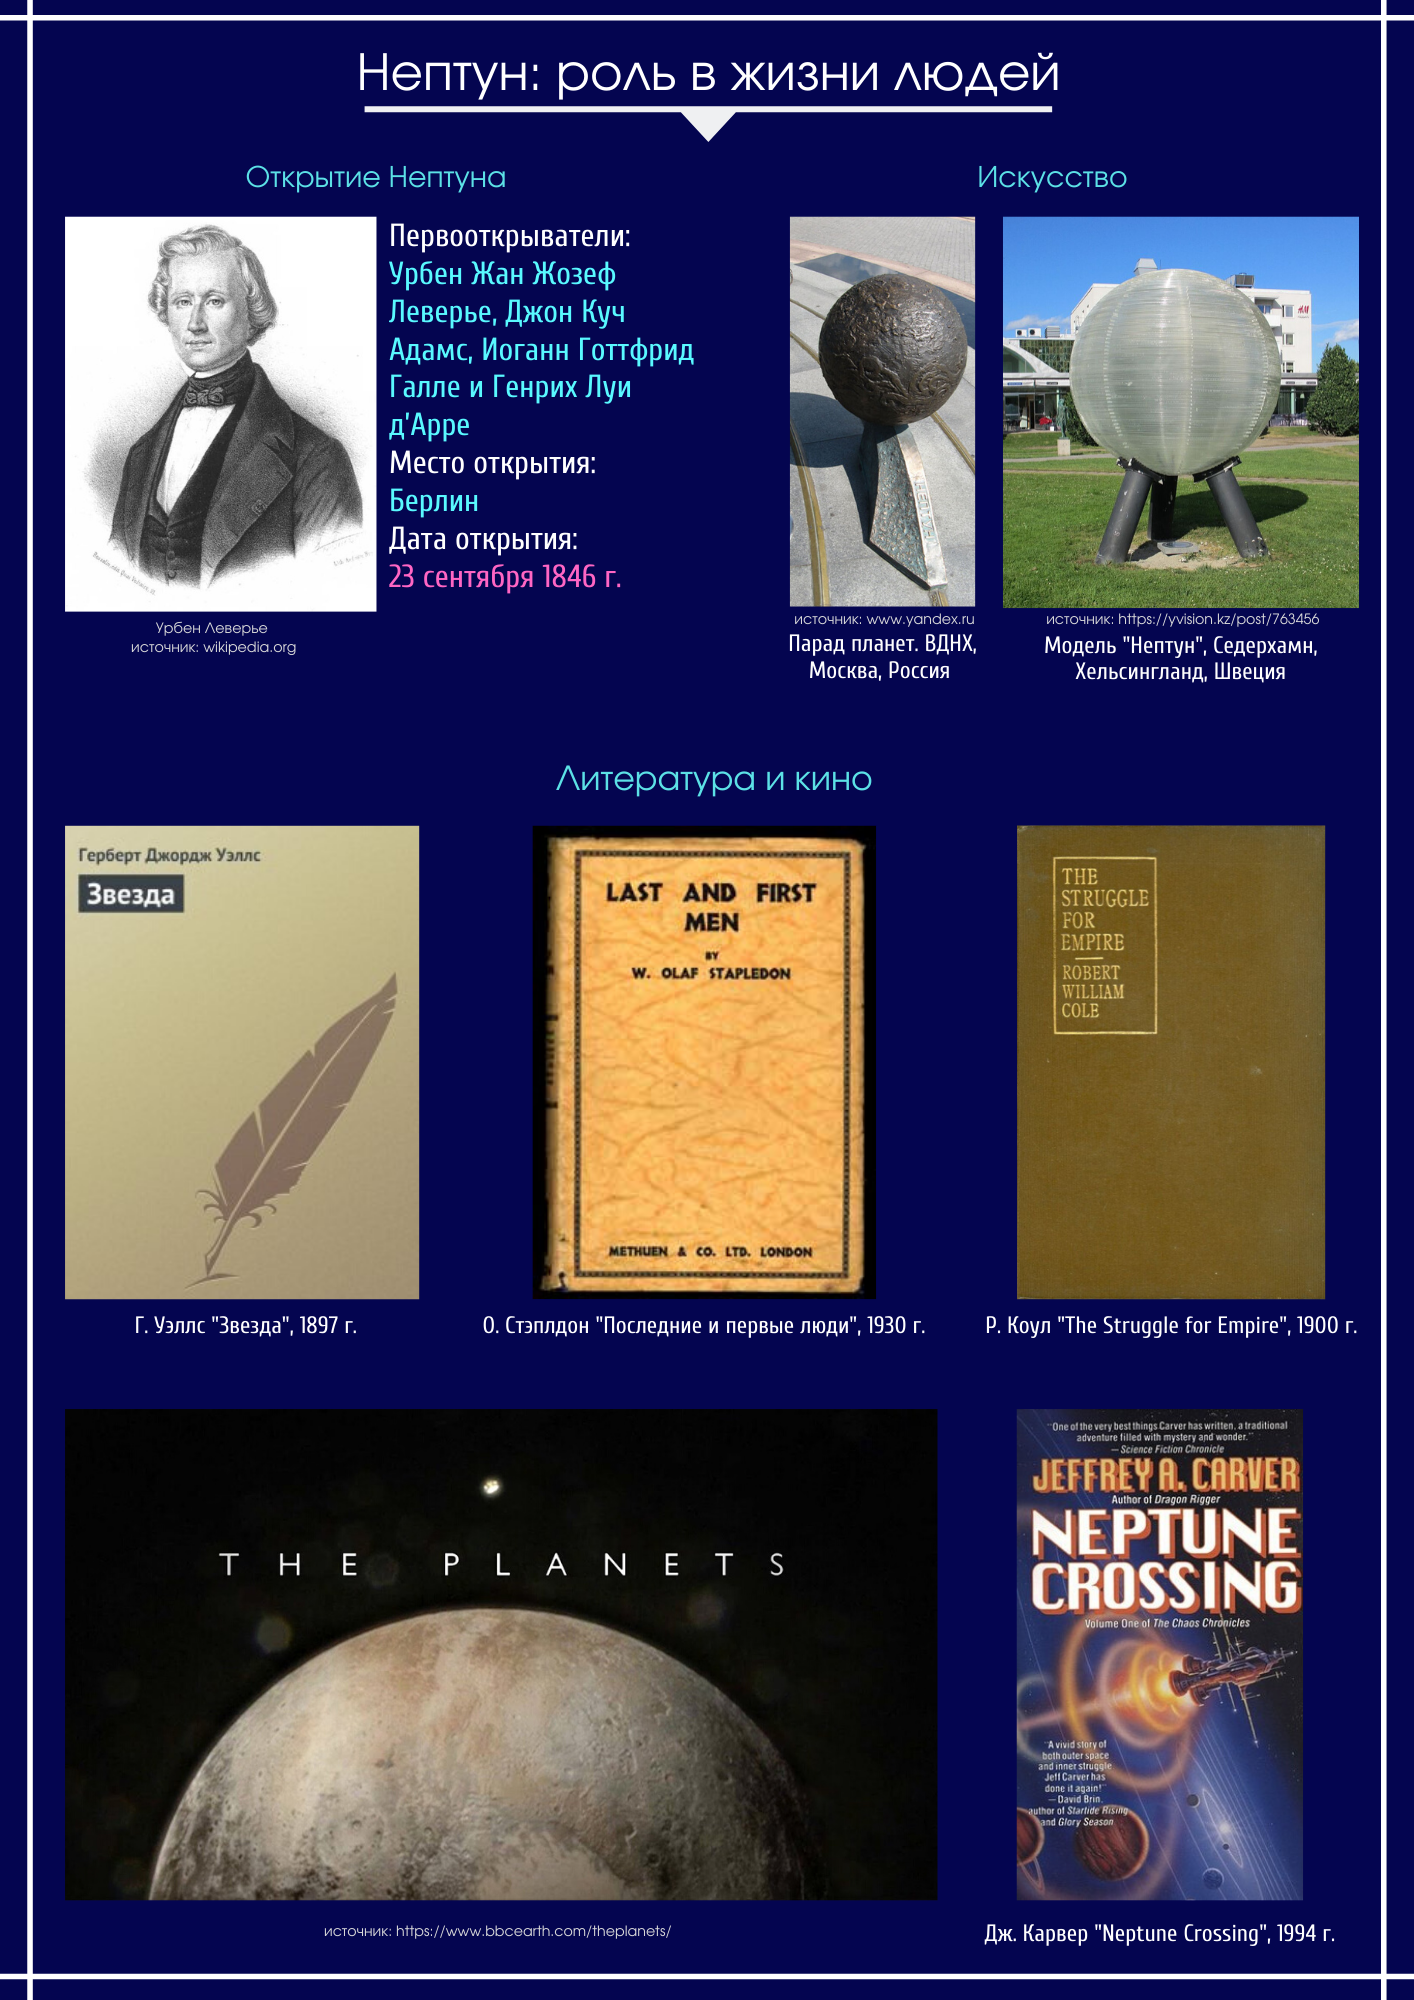 Нептун: роль в жизни людей
Открытие Нептуна
Первооткрыватели:
Урбен Жан Жозеф
Леверье, Джон Куч
Адамс, Иоганн Готтфрид
Галле и Генрих Луи
д'Арре
Место открытия:
Берлин
Дата открытия:
23 сентября 1846 г.
Урбен Леверье
источник: wikipedia.org
Искусство
НЕПТУН
источник: www.yandex.ru
Парад планет. ВДНХ,
Москва, Россия
H&M
источник: https://yvision.kz/post/763456
Модель "Нептун", Седерхамн,
Хельсингланд, Швеция
Литература и кино
Герберт Джордж Уэллс
Звезда
Г. Уэллс "Звезда", 1897 г.
LAST AND FIRST
MEN
BY
W. OLAF STAPLEDON
METHUEN & CO. LTD. LONDON
О. Стэплдон "Последние и первые люди", 1930 г.
THE
STRUGGLE
FOR
EMPIRE
ROBERT
WILLIAM
COLE
Р. Коул "The Struggle for Empire", 1900 г.
THE PLANETS
источник: https://www.bbcearth.com/theplanets/
"One of the very best things Carver has written, a traditional
adventure filled with mystery and wonder."
— Science Fiction Chronicle
JEFFREY A. CARVER
Author of Dragon Rigger
NEPTUNE
CROSSING
Volume One of The Chaos Chronicles
"A vivid story of
both outer space
and inner struggle
Jeff Carver has
done it again!"
— David Brin,
author of Startide Rising
and Glory Season
Дж. Карвер "Neptune Crossing", 1994 г.